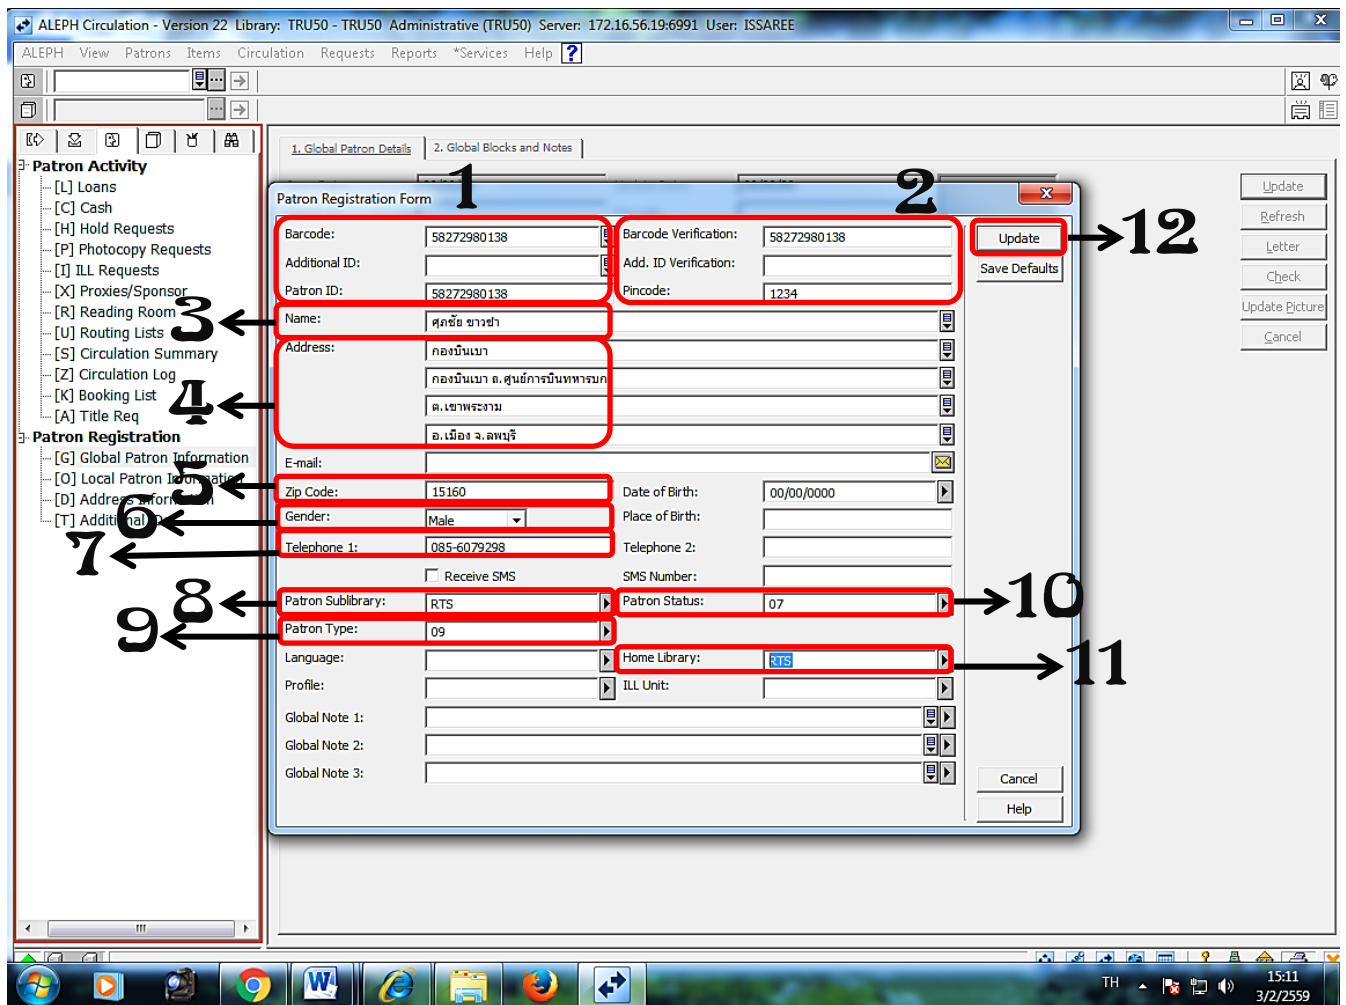 ALEPH Circulation - Version 22 Library: TRU50 - TRU50 Administrative (TRU50) Server: 172.16.56.19:6991 User: ISSAREE
ALEPH View Patrons Items Circulation Requests Reports *Services Help ?
1. Global Patron Details
2. Global Blocks and Notes
Patron Activity
[L] Loans
[C] Cash
[H] Hold Requests
[P] Photocopy Requests
[I] ILL Requests
[X] Proxies/Sponsor
[R] Reading Room
[U] Routing Lists
[S] Circulation Summary
[Z] Circulation Log
[K] Booking List
[A] Title Req
Patron Registration
[G] Global Patron Information
[O] Local Patron Information
[D] Address Information
[T] Additional
Update
Refresh
Letter
Check
Update Picture
Cancel
Patron Registration Form
1
2
Barcode: 58272980138 Barcode Verification: 58272980138
Update
12
Additional ID: Add. ID Verification:
Save Defaults
Patron ID: 58272980138 Pincode: 1234
3
Name: ศุภชัย ขาวขำ
4
Address: กองบินเบา
กองบินเบา ถ.ศูนย์การบินทหารบก
ต.เขาพระงาม
อ.เมือง จ.ลพบุรี
E-mail:
5
Zip Code: 15160 Date of Birth: 00/00/0000
6
Gender: Male Place of Birth:
7
Telephone 1: 085-6079298 Telephone 2:
Receive SMS SMS Number:
8
Patron Sublibrary: RTS Patron Status: 07
10
9
Patron Type: 09
Language: Home Library: RTS
11
Profile: ILL Unit:
Global Note 1:
Global Note 2:
Global Note 3:
Cancel
Help
TH
15:11
3/2/2559